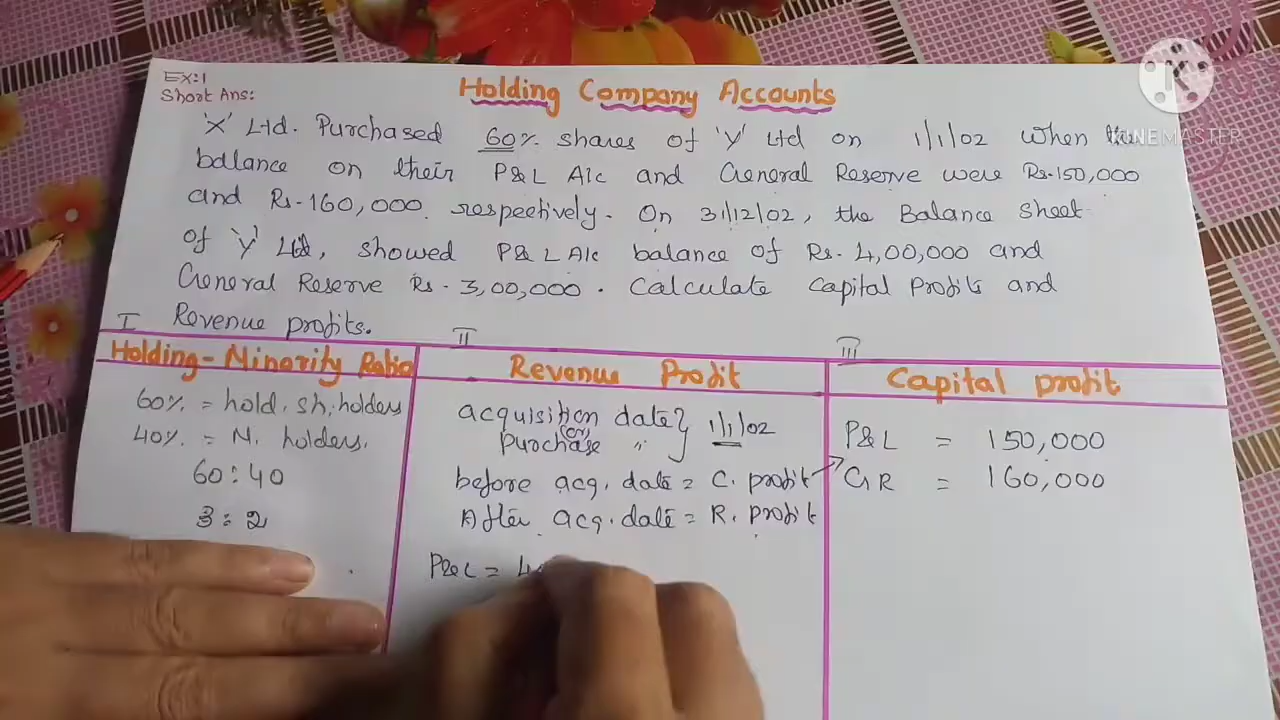 Ex:1
Short Ans:
Holding Company Accounts
'X' Ltd. Purchased 60% shares of 'Y' Ltd on 1/1/02 when the
balance on their P&L A/c and General Reserve were Rs.150,000
and Rs.160,000 respectively. On 31/12/02, the Balance Sheet
of 'Y' Ltd, showed P&L A/c balance of Rs. 4,00,000 and
General Reserve Rs. 3,00,000. Calculate Capital Profits and
Revenue profits.
I
Holding-Minority Ratio
60% = hold. sh. holders
40% = M. holders.
60:40
3:2
II
Revenue Profit
acquisition date } 1/1/02
(or)
Purchase "
before acq. date = C. profit
After acq. date = R. profit
P&L = 4
III
Capital profit
P&L = 150,000
GR = 160,000
KINEMASTER